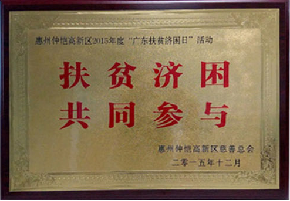 惠州仲恺高新区2015年度“广东扶贫济困日”活动
扶贫济困
共同参与
惠州仲恺高新区慈善总会
二零一五年十二月